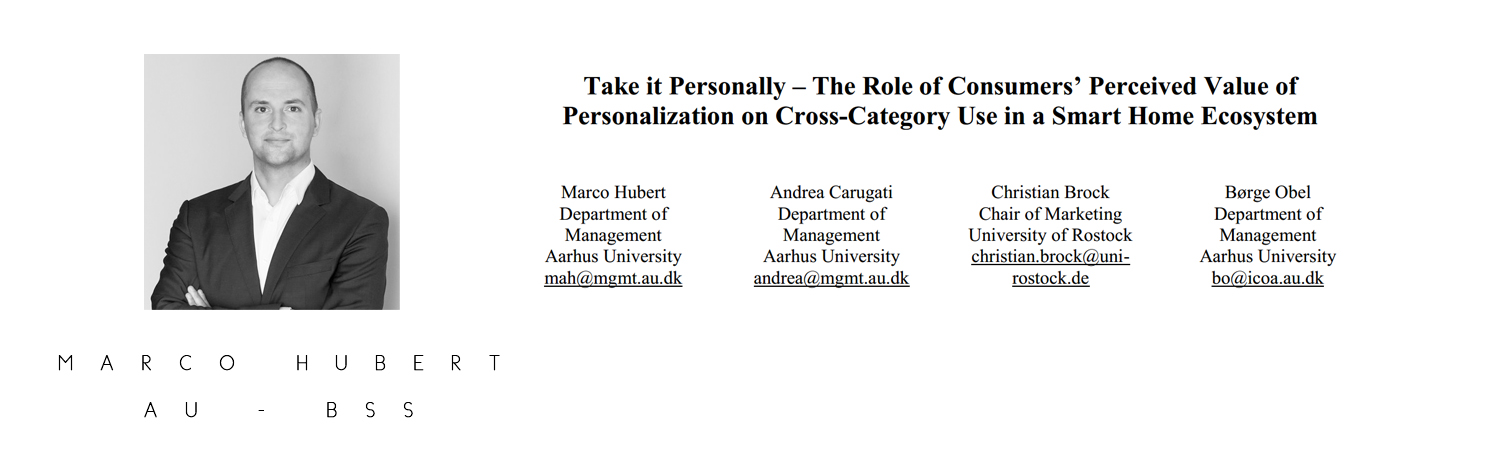 Take it Personally – The Role of Consumers’ Perceived Value of
Personalization on Cross-Category Use in a Smart Home Ecosystem
Marco Hubert
Department of
Management
Aarhus University
mah@mgmt.au.dk
Andrea Carugati
Department of
Management
Aarhus University
andrea@mgmt.au.dk
Christian Brock
Chair of Marketing
University of Rostock
christian.brock@uni-
rostock.de
Børge Obel
Department of
Management
Aarhus University
bo@icoa.au.dk
MARCO HUBERT
AU - BSS